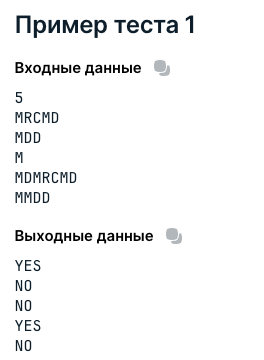 Пример теста 1
Входные данные
5
MRCMD
MDD
M
MDMRCMD
MMDD
Выходные данные
YES
NO
NO
YES
NO